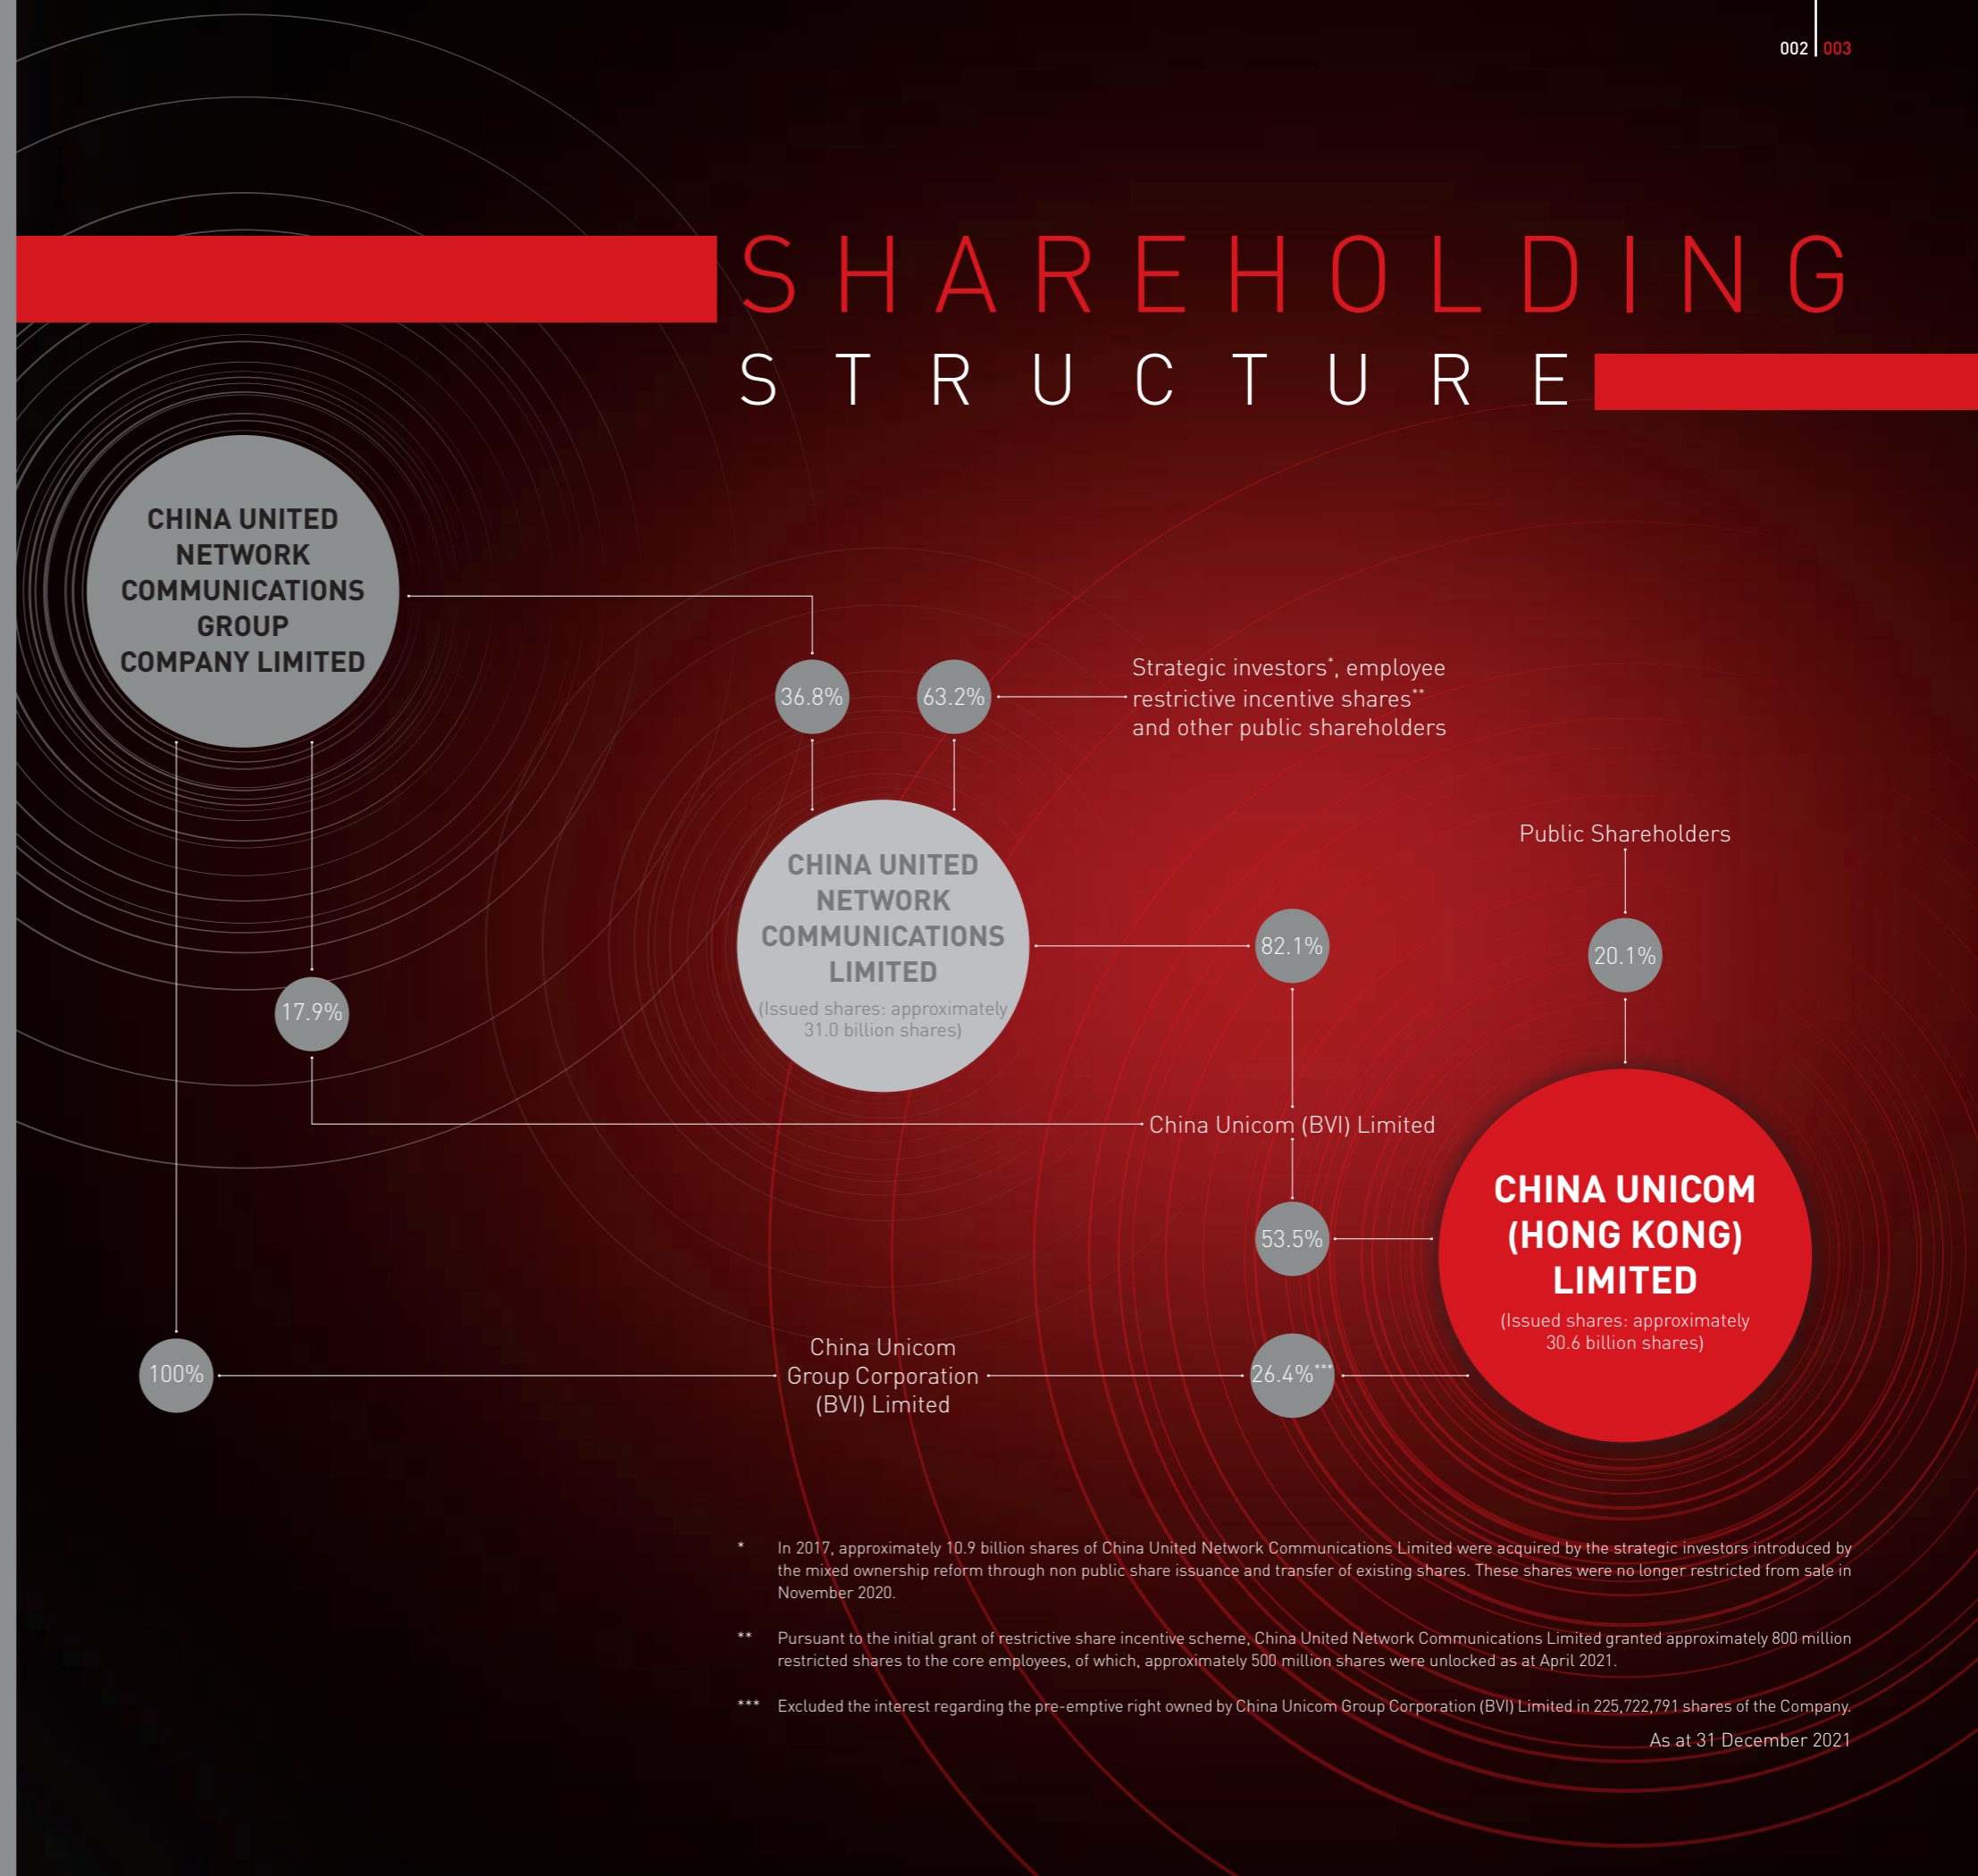 002 003
SHAREHOLDING
STRUCTURE
CHINA UNITED
NETWORK
COMMUNICATIONS
GROUP
COMPANY LIMITED
36.8%
63.2%
Strategic investors*, employee
restrictive incentive shares**
and other public shareholders
CHINA UNITED
NETWORK
COMMUNICATIONS
LIMITED
(Issued shares: approximately
31.0 billion shares)
82.1%
Public Shareholders
20.1%
17.9%
China Unicom (BVI) Limited
53.5%
CHINA UNICOM
(HONG KONG)
LIMITED
(Issued shares: approximately
30.6 billion shares)
100%
China Unicom
Group Corporation
(BVI) Limited
26.4%***
* In 2017, approximately 10.9 billion shares of China United Network Communications Limited were acquired by the strategic investors introduced by
the mixed ownership reform through non public share issuance and transfer of existing shares. These shares were no longer restricted from sale in
November 2020.
** Pursuant to the initial grant of restrictive share incentive scheme, China United Network Communications Limited granted approximately 800 million
restricted shares to the core employees, of which, approximately 500 million shares were unlocked as at April 2021.
*** Excluded the interest regarding the pre-emptive right owned by China Unicom Group Corporation (BVI) Limited in 225,722,791 shares of the Company.
As at 31 December 2021